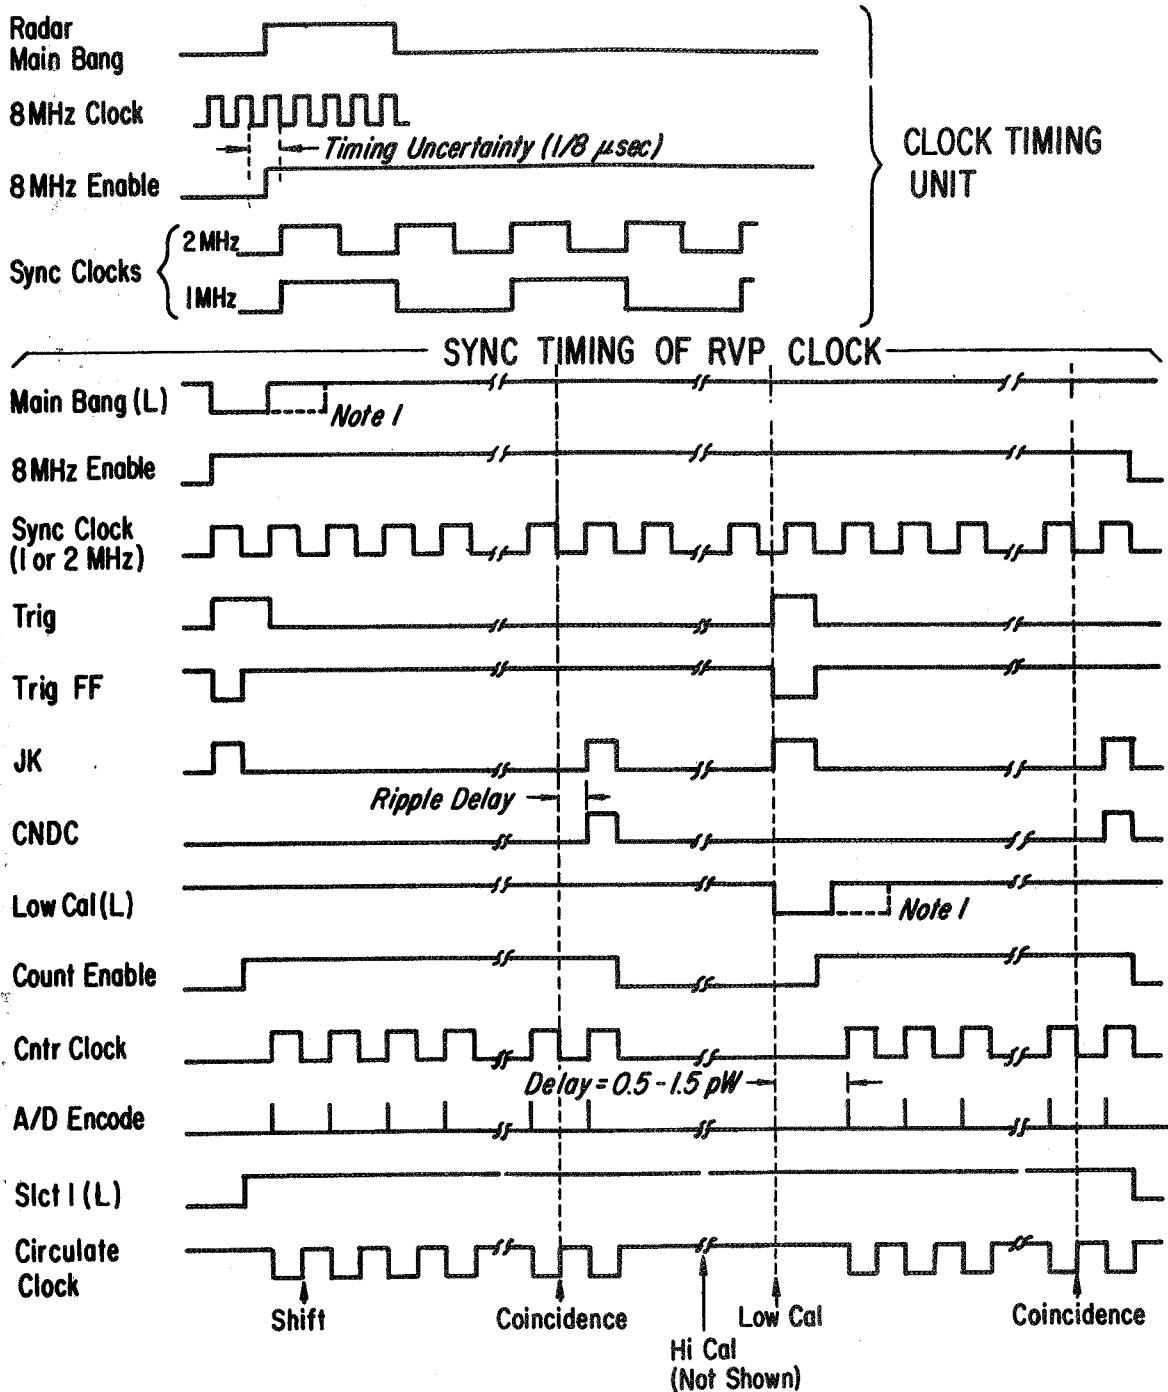 Radar
Main Bang
8 MHz Clock
Timing Uncertainty (1/8 μsec)
8 MHz Enable
CLOCK TIMING
UNIT
Sync Clocks
2 MHz
1 MHz
SYNC TIMING OF RVP CLOCK
Main Bang (L)
Note 1
8 MHz Enable
Sync Clock
(1 or 2 MHz)
Trig
Trig FF
JK
Ripple Delay
CNDC
Low Cal (L)
Note 1
Count Enable
Cntr Clock
Delay = 0.5 - 1.5 pW
A/D Encode
Slct 1 (L)
Circulate
Clock
Shift
Coincidence
Low Cal
Coincidence
Hi Cal
(Not Shown)